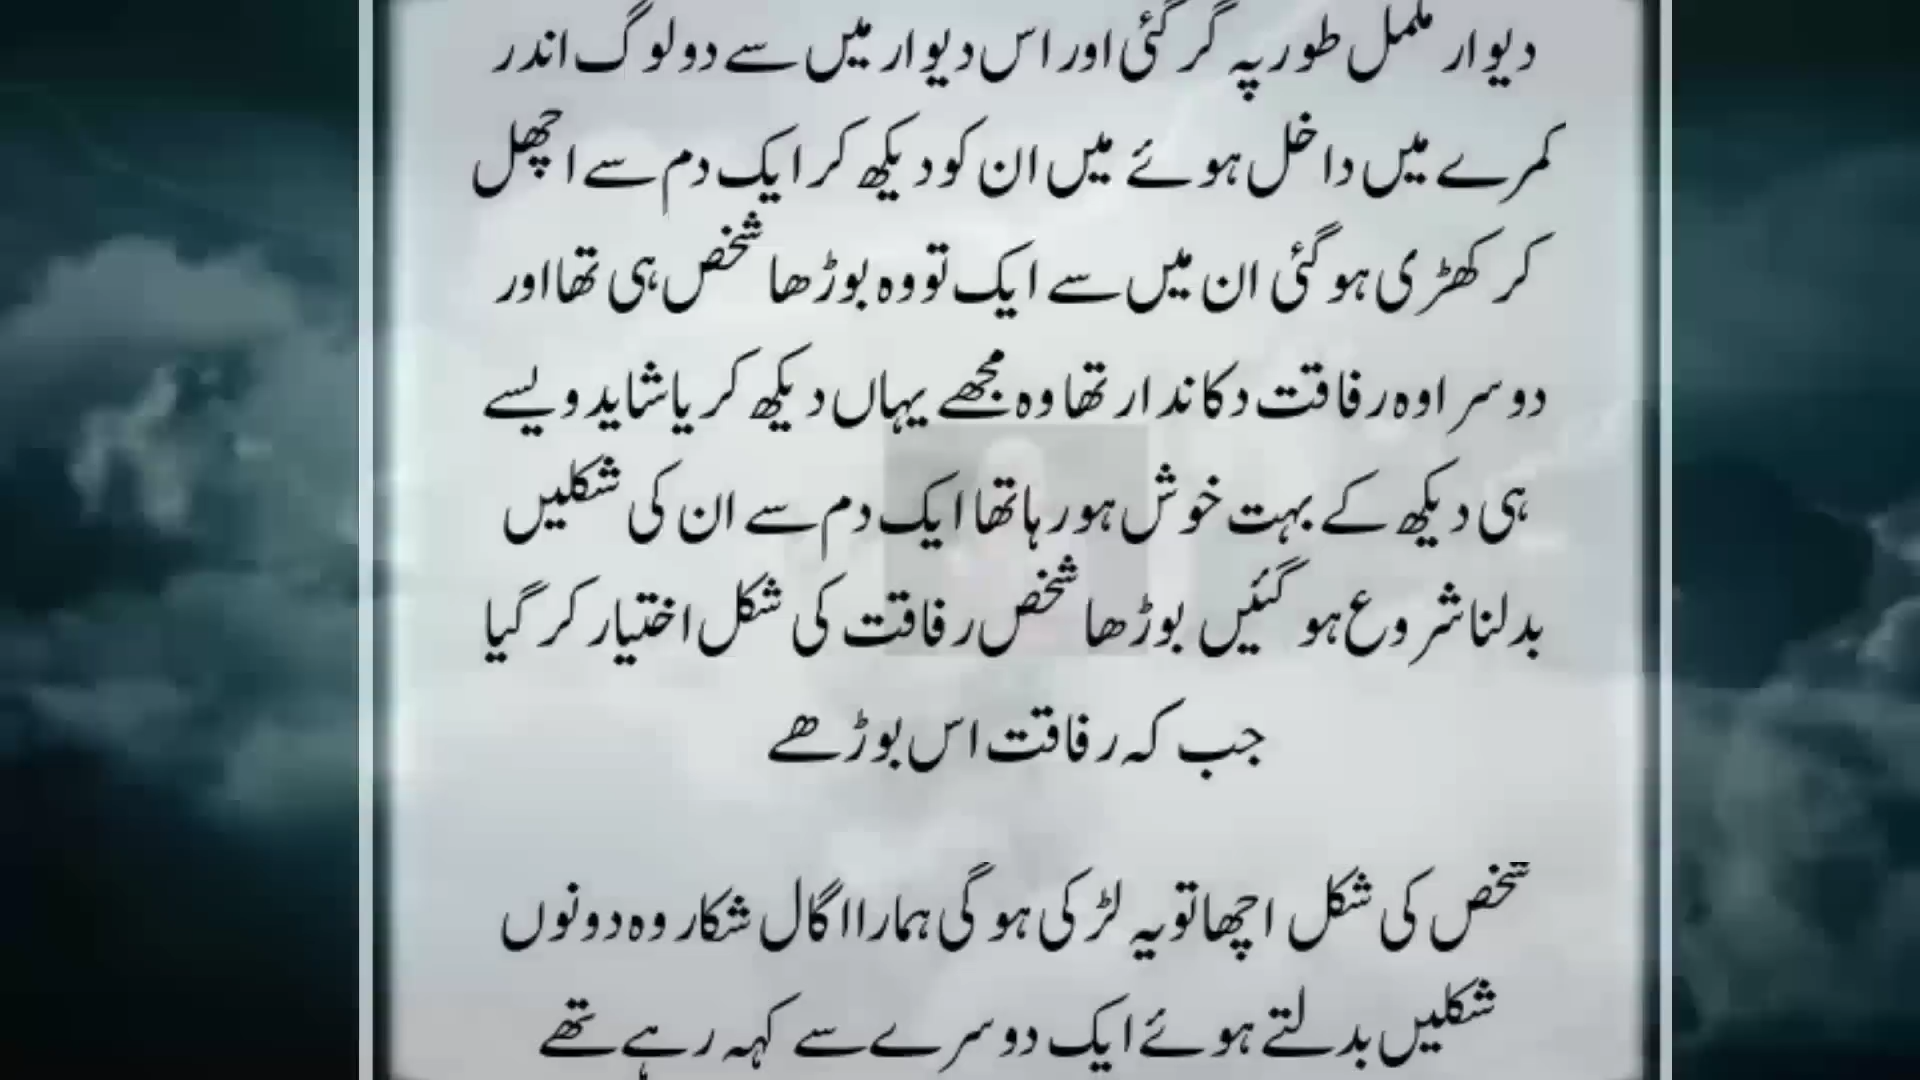 دیوار مکمل طور پہ گر گئی اور اس دیوار میں سے دو لوگ اندر
کمرے میں داخل ہوئے میں ان کو دیکھ کر ایک دم سے اچھل
کر کھڑی ہو گئی ان میں سے ایک تو وہ بوڑھا شخص ہی تھا اور
دوسرا وہ رفاقت دکاندار تھا وہ مجھے یہاں دیکھ کر یا شاید ویسے
ہی دیکھ کے بہت خوش ہو رہا تھا ایک دم سے ان کی شکلیں
بدلنا شروع ہو گئیں بوڑھا شخص رفاقت کی شکل اختیار کر گیا
جب کہ رفاقت اس بوڑھے
شخص کی شکل اچھا تو یہ لڑکی ہو گی ہمارا اگال شکار وہ دونوں
شکلیں بدلتے ہوئے ایک دوسرے سے کہہ رہے تھے